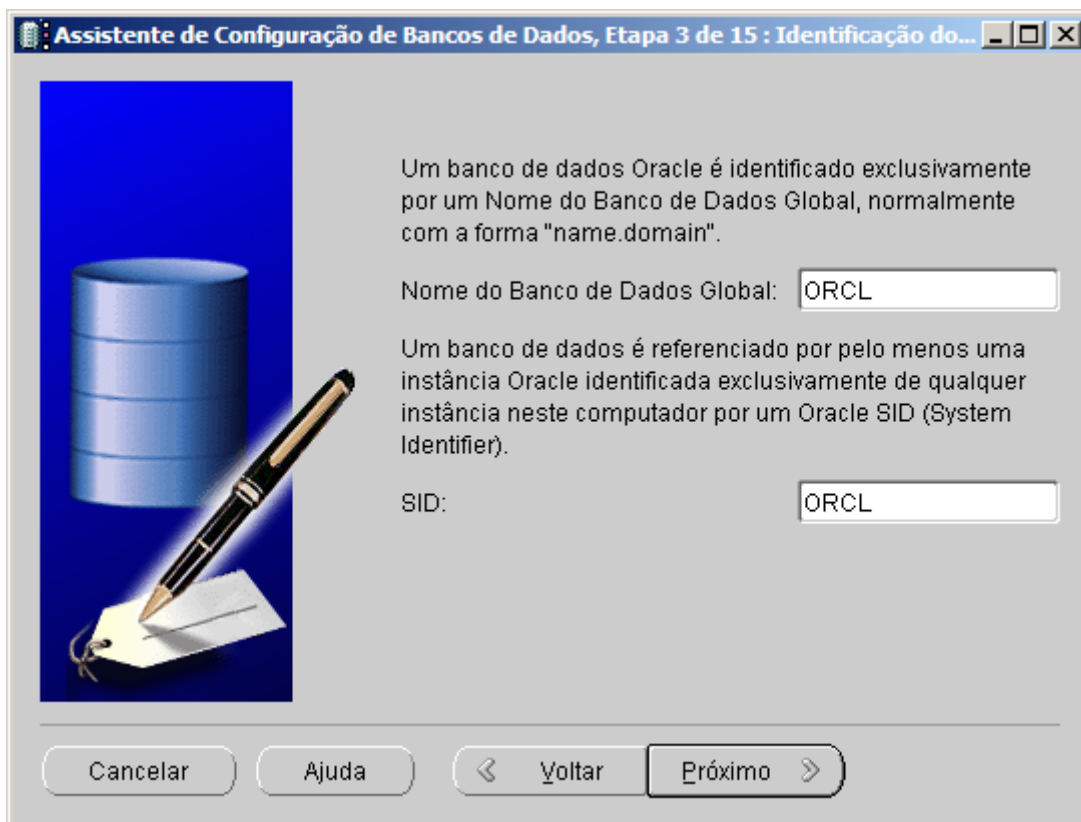 Assistente de Configuração de Bancos de Dados, Etapa 3 de 15 : Identificação do...
Um banco de dados Oracle é identificado exclusivamente
por um Nome do Banco de Dados Global, normalmente
com a forma "name.domain".
Nome do Banco de Dados Global: ORCL
Um banco de dados é referenciado por pelo menos uma
instância Oracle identificada exclusivamente de qualquer
instância neste computador por um Oracle SID (System
Identifier).
SID: ORCL
Cancelar Ajuda Voltar Próximo